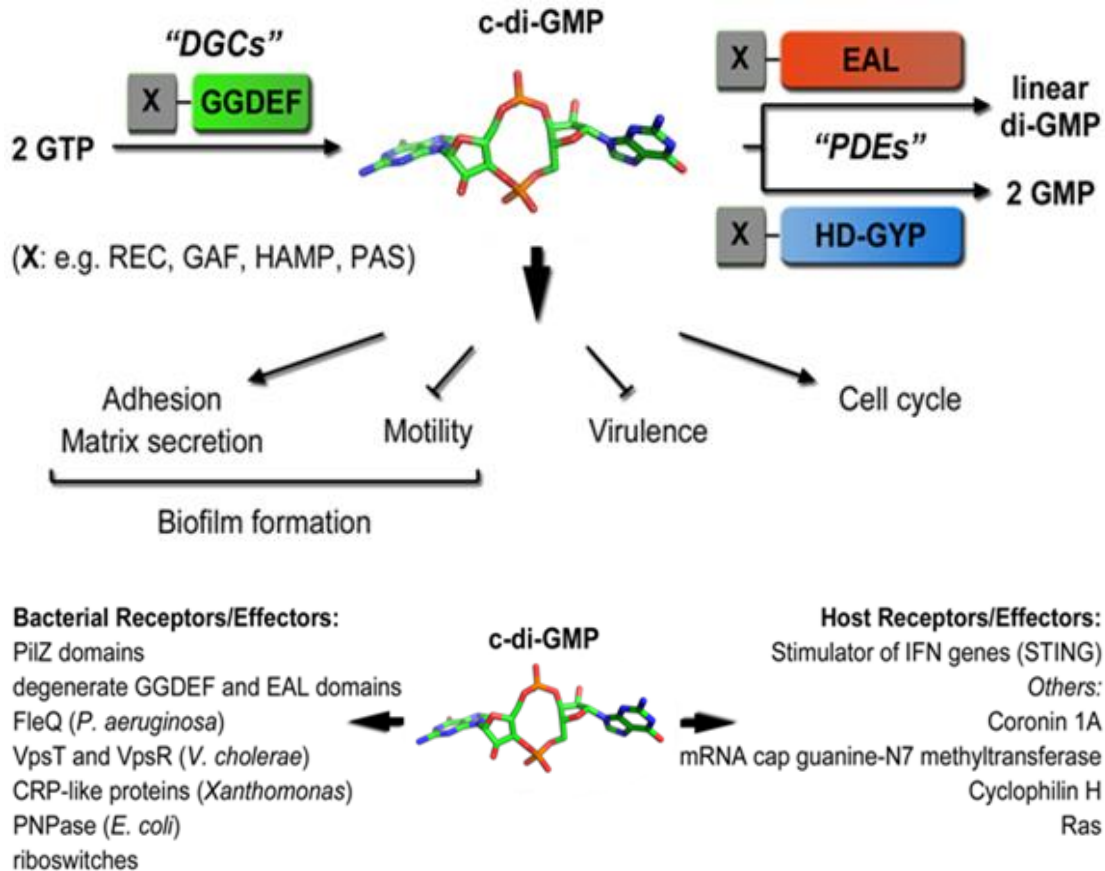 c-di-GMP
“DGCs”
X
GGDEF
2 GTP
X
EAL
linear
di-GMP
“PDEs”
2 GMP
X
HD-GYP
(X: e.g. REC, GAF, HAMP, PAS)
Adhesion
Matrix secretion
Motility
Virulence
Cell cycle
Biofilm formation
Bacterial Receptors/Effectors:
PilZ domains
degenerate GGDEF and EAL domains
FleQ (P. aeruginosa)
VpsT and VpsR (V. cholerae)
CRP-like proteins (Xanthomonas)
PNPase (E. coli)
riboswitches
c-di-GMP
Host Receptors/Effectors:
Stimulator of IFN genes (STING)
Others:
Coronin 1A
mRNA cap guanine-N7 methyltransferase
Cyclophilin H
Ras